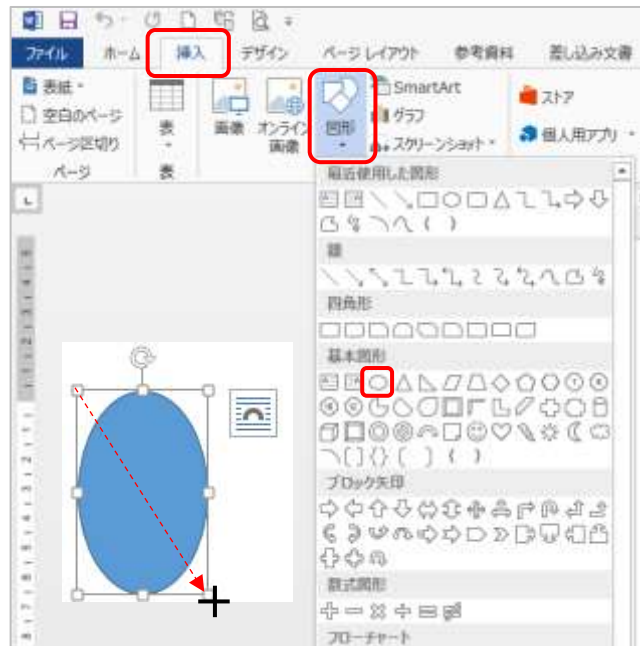 ファイル ホーム 挿入 デザイン ページ レイアウト 参考資料 差し込み文書
表紙
空白のページ
ページ区切り
ページ
表
表
画像
オンライン
画像
図形
SmartArt
グラフ
スクリーンショット
ストア
個人用アプリ
最近使用した図形
線
四角形
基本図形
ブロック矢印
数式図形
フローチャート